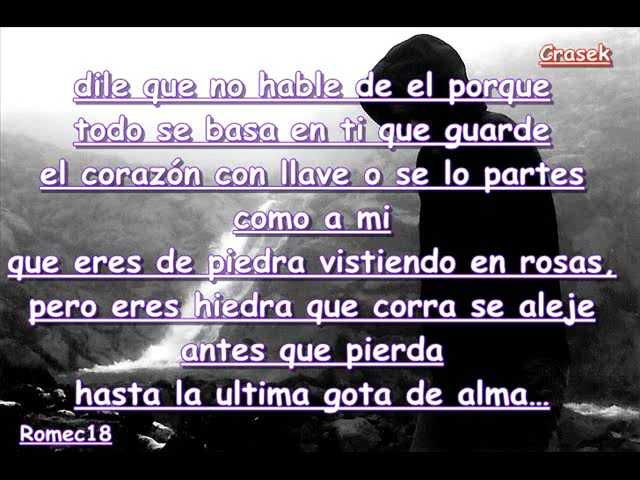 Crasek
dile que no hable de el porque
todo se basa en ti que guarde
el corazón con llave o se lo partes
como a mi
que eres de piedra vistiendo en rosas,
pero eres hiedra que corra se aleje
antes que pierda
hasta la ultima gota de alma...
Romec18